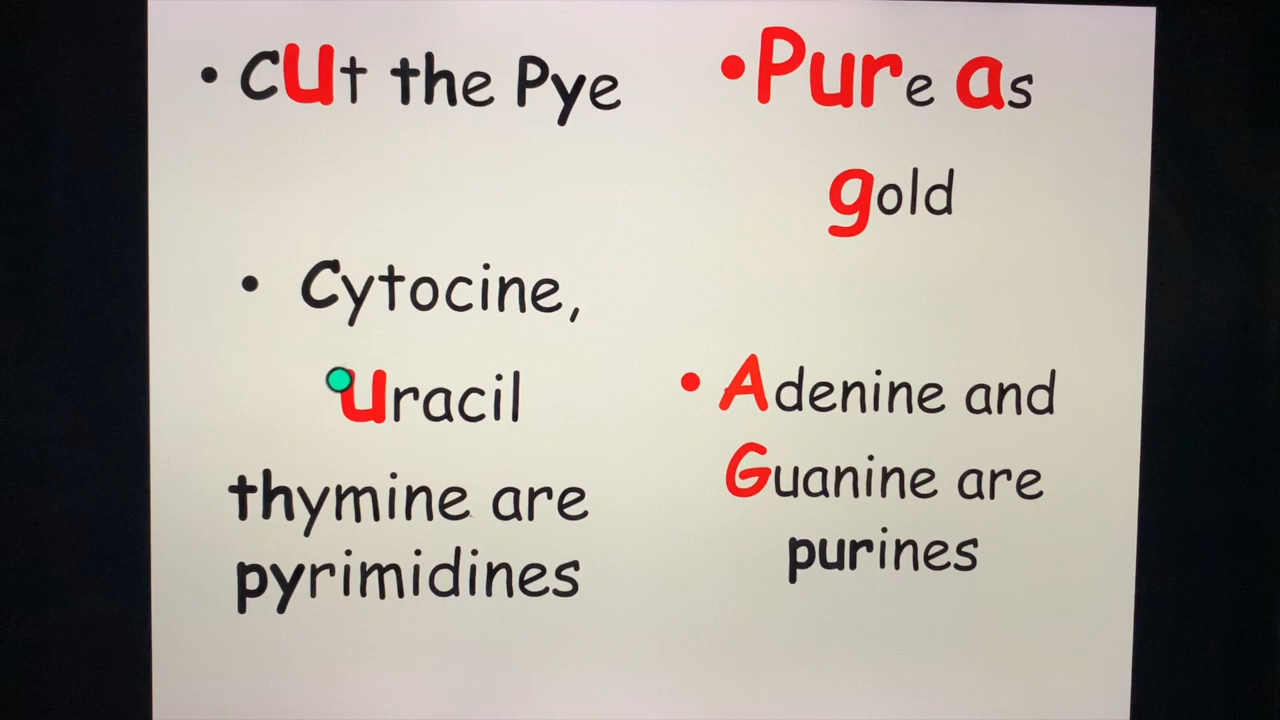 • Cut the Pye
• Cytocine,
uracil
thymine are
pyrimidines
• Pure as
gold
• Adenine and
Guanine are
purines